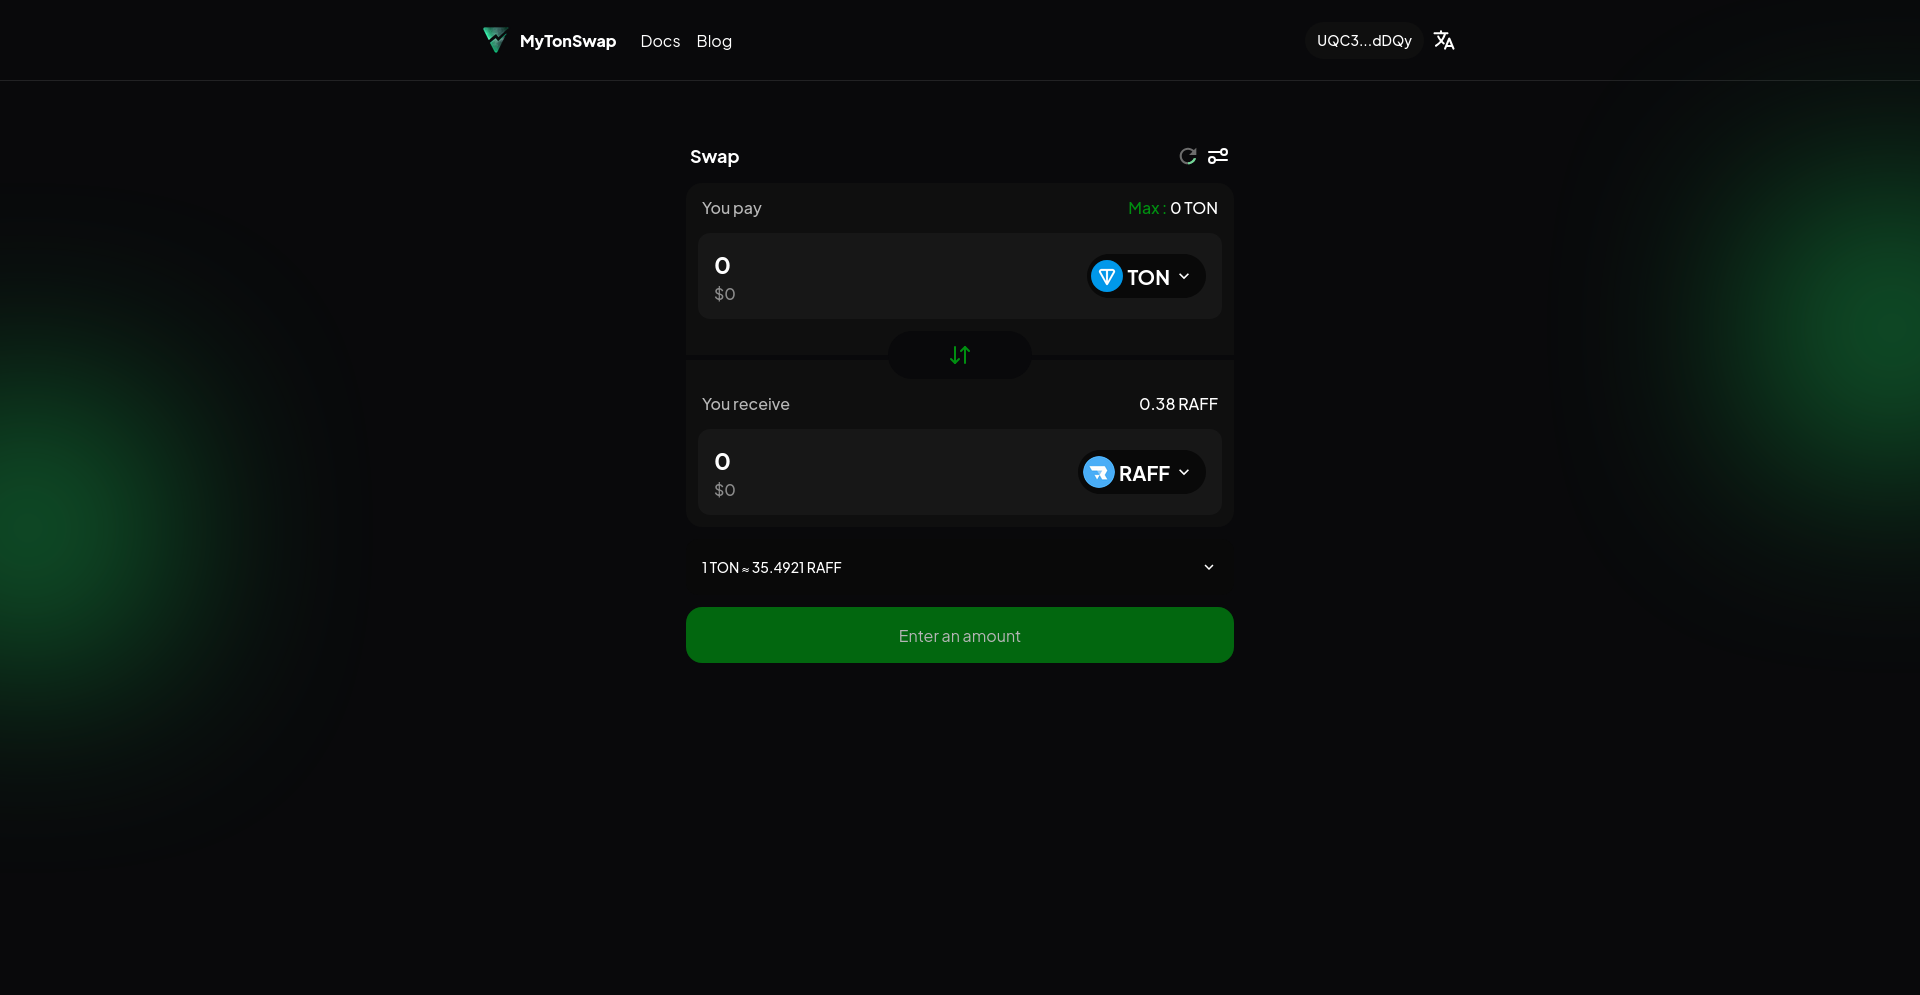 MyTonSwap Docs Blog UQC3...dDQy
Swap
You pay Max : 0 TON
0
$0
TON
You receive 0.38 RAFF
0
$0
RAFF
1 TON ≈ 35.4921 RAFF
Enter an amount